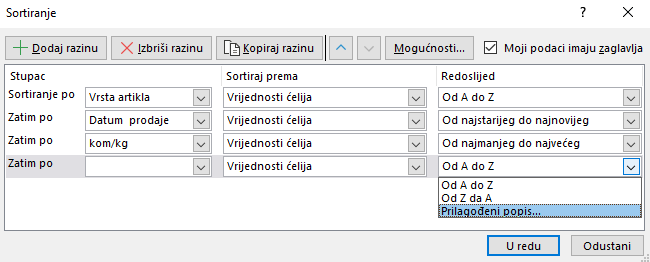 Sortiranje ?
Dodaj razinu Izbriši razinu Kopiraj razinu Mogućnosti... Moji podaci imaju zaglavlja
Stupac Sortiraj prema Redoslijed
Sortiranje po Vrsta artikla Vrijednosti ćelija Od A do Z
Zatim po Datum prodaje Vrijednosti ćelija Od najstarijeg do najnovijeg
Zatim po kom/kg Vrijednosti ćelija Od najmanjeg do najvećeg
Zatim po Vrijednosti ćelija Od A do Z
Od A do Z
Od Z da A
Prilagođeni popis...
U redu Odustani